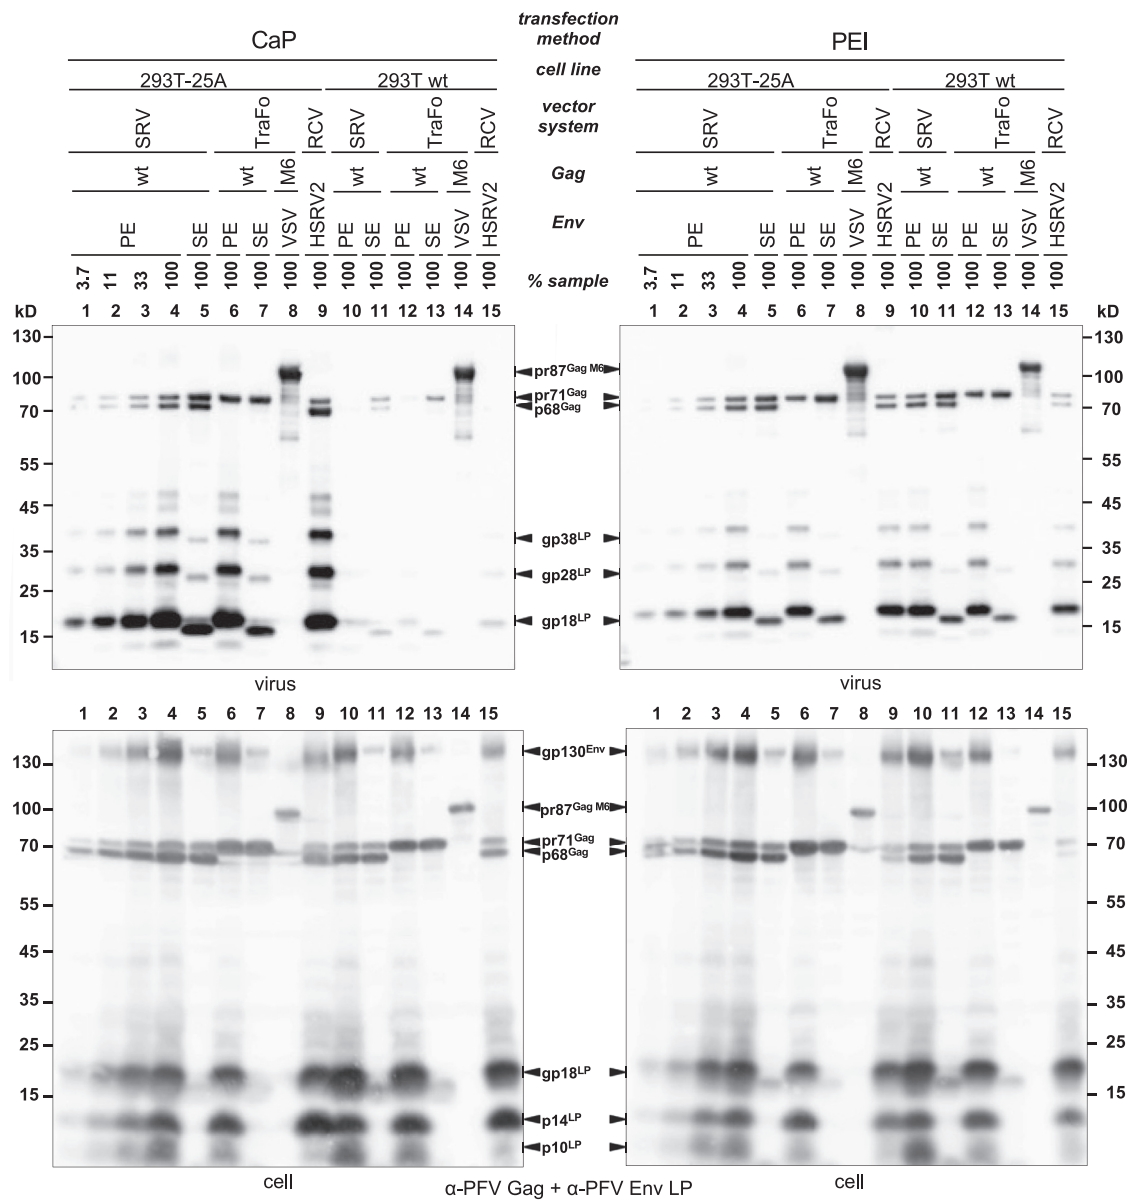 transfection
method
CaP
PEI
cell line
293T-25A
293T wt
293T-25A
293T wt
vector
system
SRV
TraFo
RCV
SRV
TraFo
RCV
SRV
TraFo
RCV
SRV
TraFo
RCV
Gag
wt
wt
M6
wt
wt
M6
wt
wt
M6
wt
wt
M6
Env
PE
SE
PE
SE
VSV
HSRV2
PE
SE
PE
SE
VSV
HSRV2
PE
SE
PE
SE
VSV
HSRV2
PE
SE
PE
SE
VSV
HSRV2
% sample
3.7 11 33 100 100 100 100 100 100 100 100 100 100 100 100
3.7 11 33 100 100 100 100 100 100 100 100 100 100 100 100
kD 1 2 3 4 5 6 7 8 9 10 11 12 13 14 15
1 2 3 4 5 6 7 8 9 10 11 12 13 14 15 kD
130
100
70
55
45
35
25
15
pr87Gag M6
pr71Gag
p68Gag
gp38LP
gp28LP
gp18LP
130
100
70
55
45
35
25
15
virus
virus
1 2 3 4 5 6 7 8 9 10 11 12 13 14 15
1 2 3 4 5 6 7 8 9 10 11 12 13 14 15
130
100
70
55
45
35
25
15
gp130Env
pr87Gag M6
pr71Gag
p68Gag
gp18LP
p14LP
p10LP
130
100
70
55
45
35
25
15
cell
α-PFV Gag + α-PFV Env LP
cell